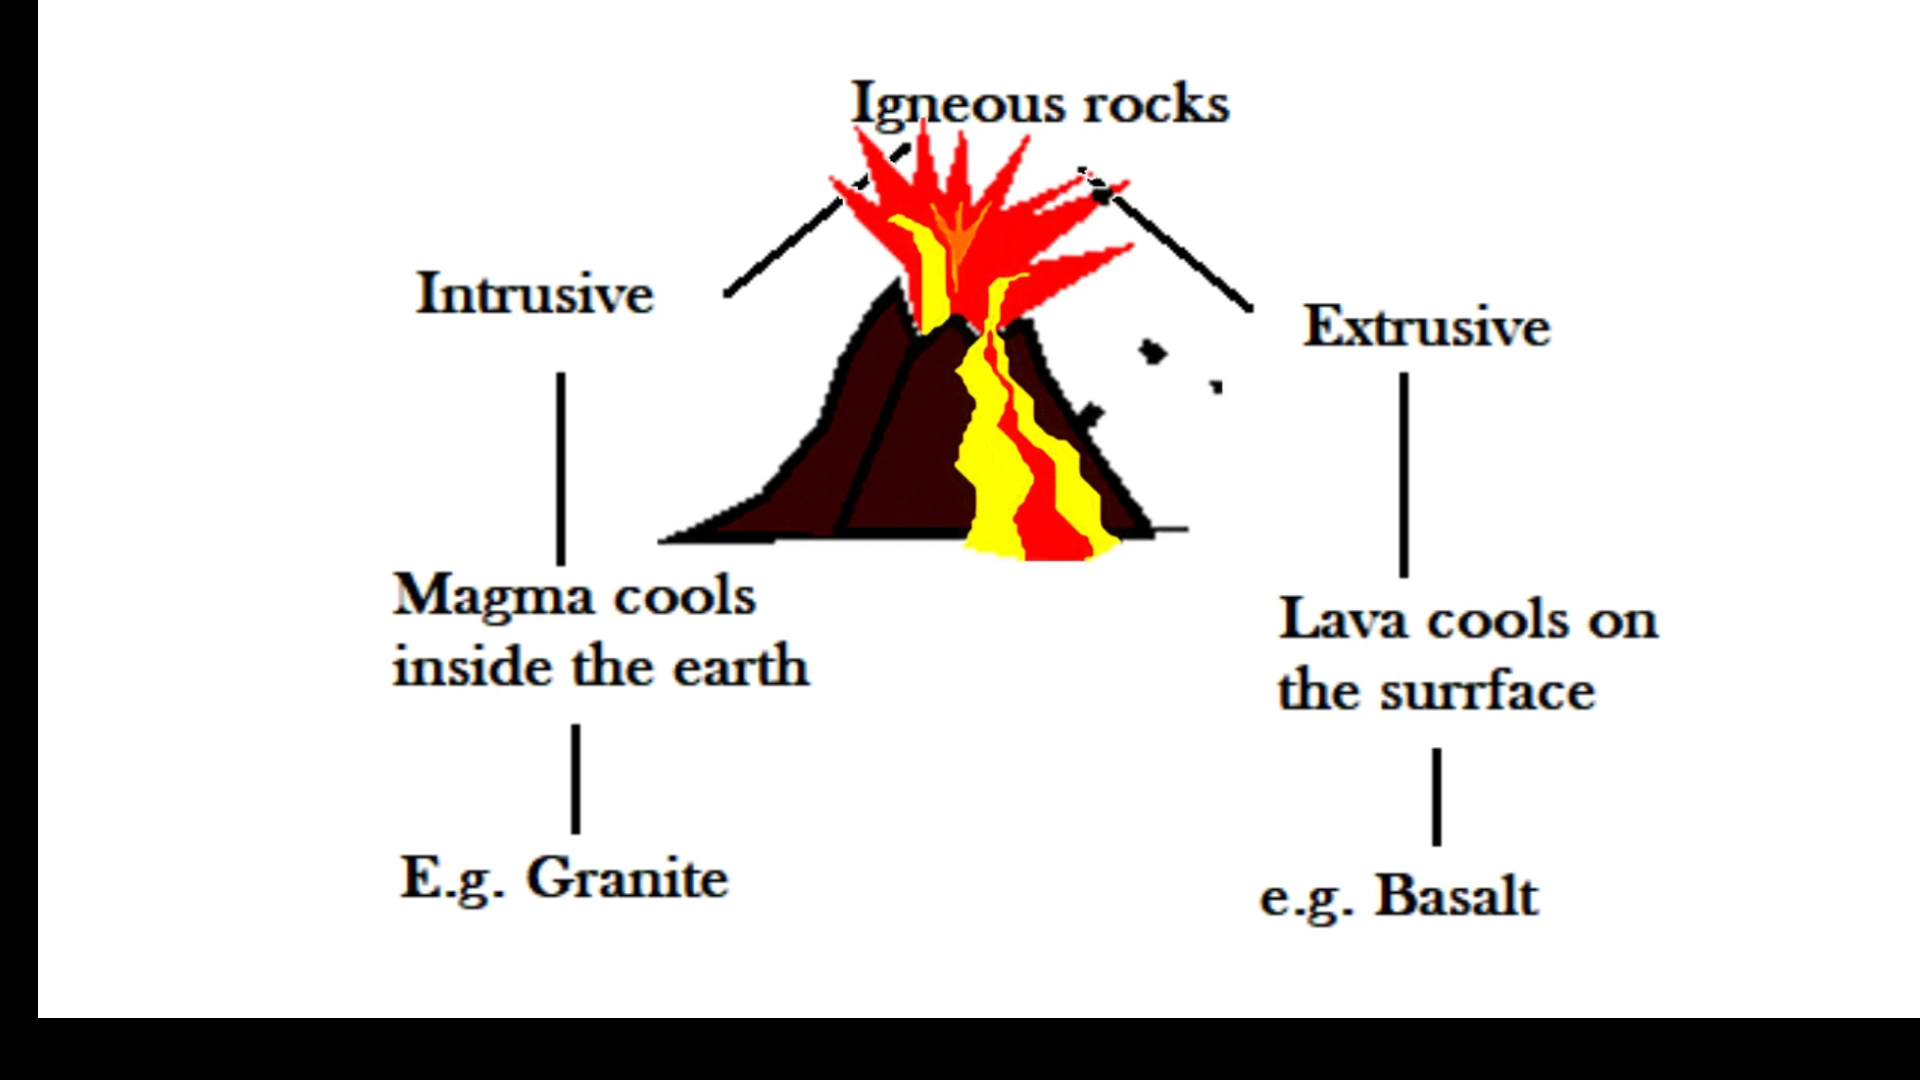 Igneous rocks
Intrusive
Extrusive
Magma cools
inside the earth
Lava cools on
the surrface
E.g. Granite
e.g. Basalt